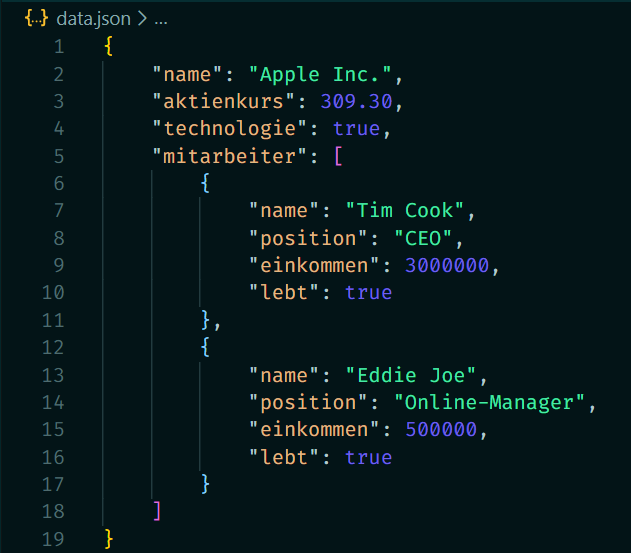 {..} data.json > ...
1 {
2     "name": "Apple Inc.",
3     "aktienkurs": 309.30,
4     "technologie": true,
5     "mitarbeiter": [
6         {
7             "name": "Tim Cook",
8             "position": "CEO",
9             "einkommen": 3000000,
10             "lebt": true
11         },
12         {
13             "name": "Eddie Joe",
14             "position": "Online-Manager",
15             "einkommen": 500000,
16             "lebt": true
17         }
18     ]
19 }